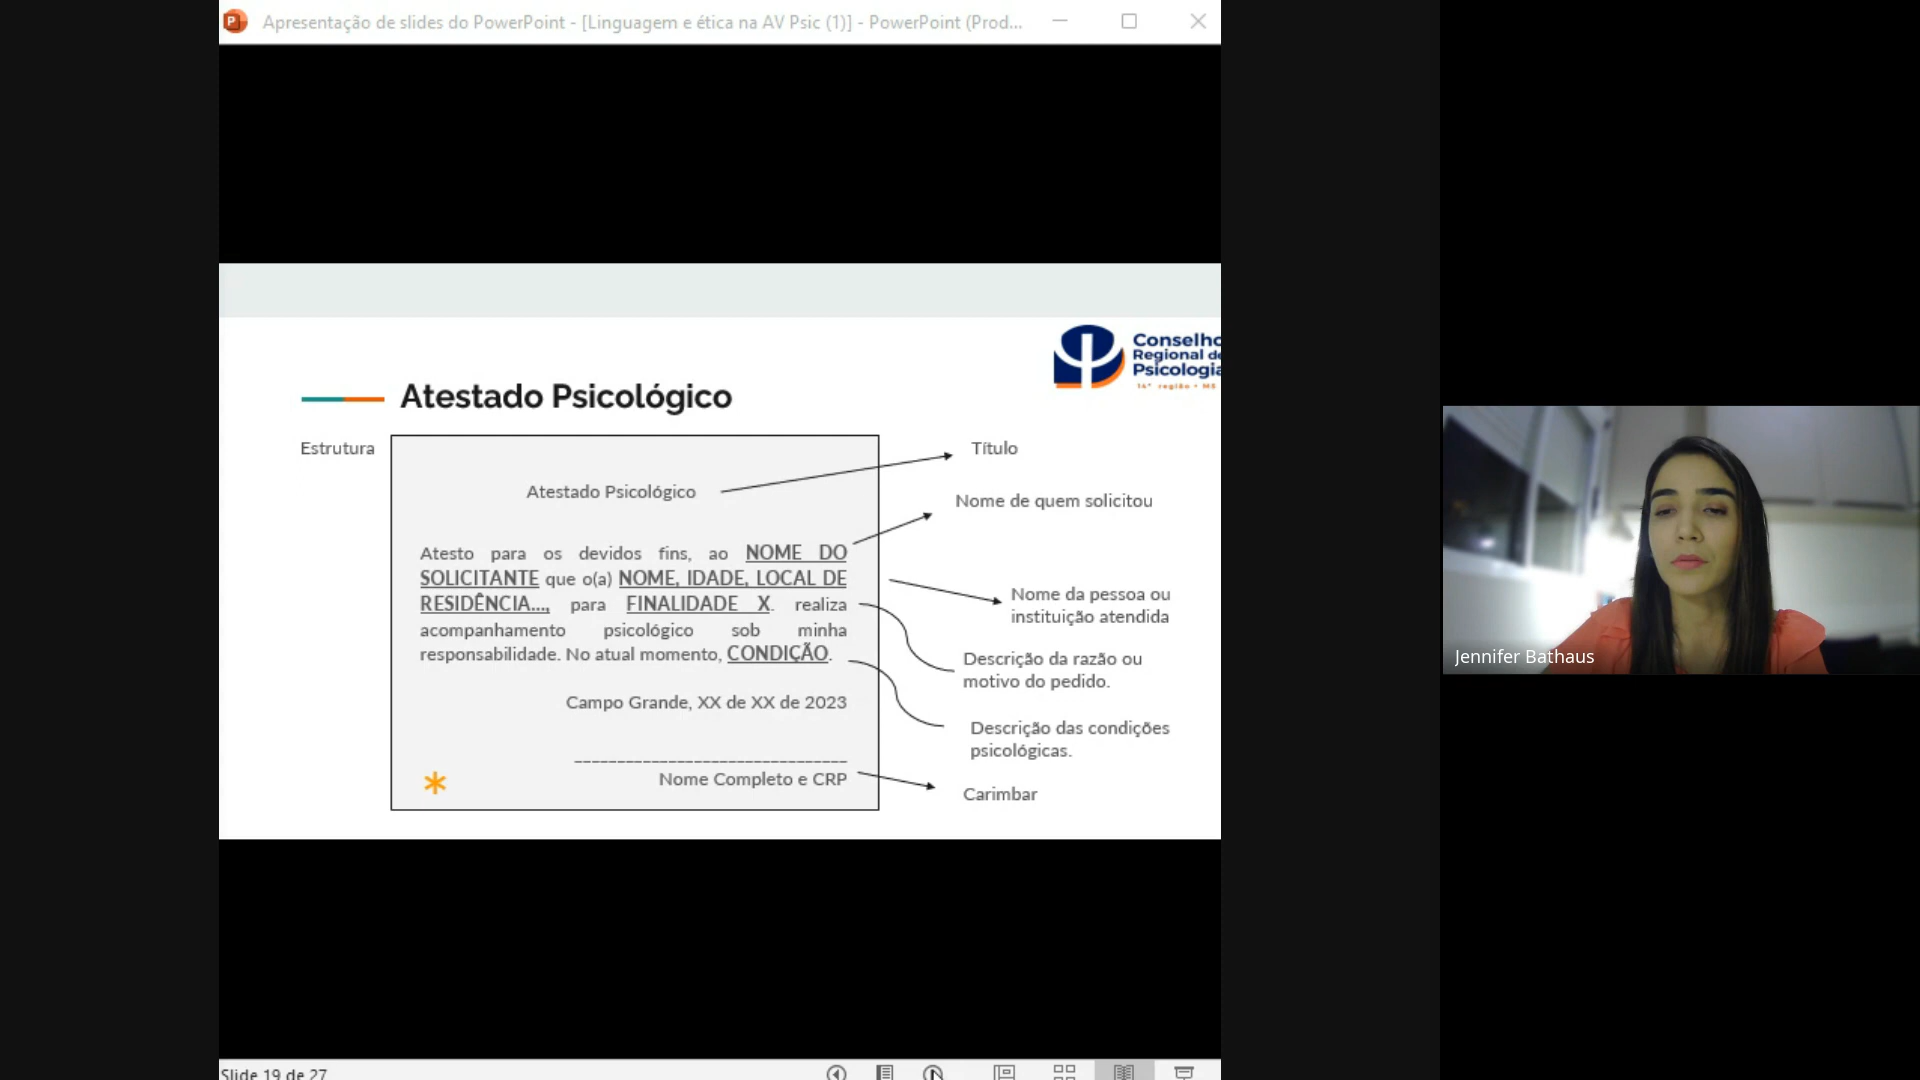 Apresentação de slides do PowerPoint - [Linguagem e ética na AV Psic (1)] - PowerPoint (Prod...
Conselho
Regional de
Psicologia
14ª região • MS
Atestado Psicológico
Estrutura
Atestado Psicológico
Atesto para os devidos fins, ao NOME DO
SOLICITANTE que o(a) NOME, IDADE, LOCAL DE
RESIDÊNCIA..., para FINALIDADE X. realiza
acompanhamento psicológico sob minha
responsabilidade. No atual momento, CONDIÇÃO.
Campo Grande, XX de XX de 2023
Nome Completo e CRP
Título
Nome de quem solicitou
Nome da pessoa ou
instituição atendida
Descrição da razão ou
motivo do pedido.
Descrição das condições
psicológicas.
Carimbar
Jennifer Bathaus
Slide 19 de 27